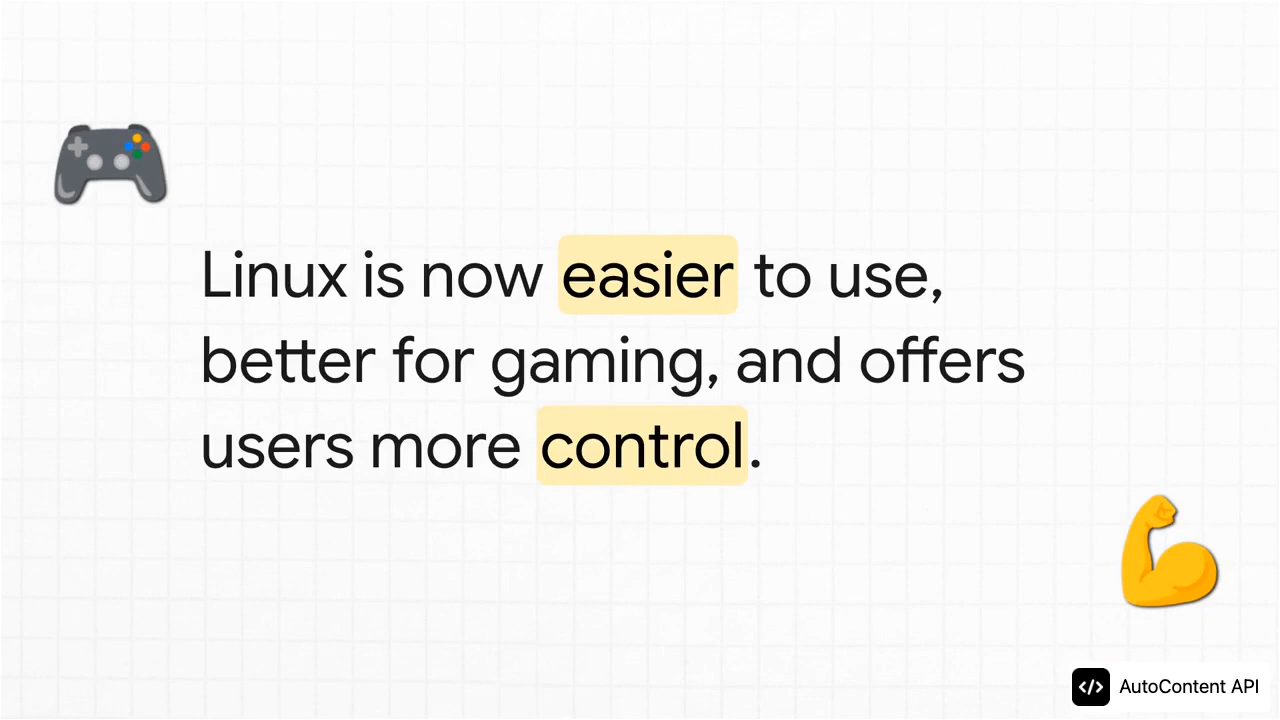 Linux is now easier to use,
better for gaming, and offers
users more control.
</> AutoContent API